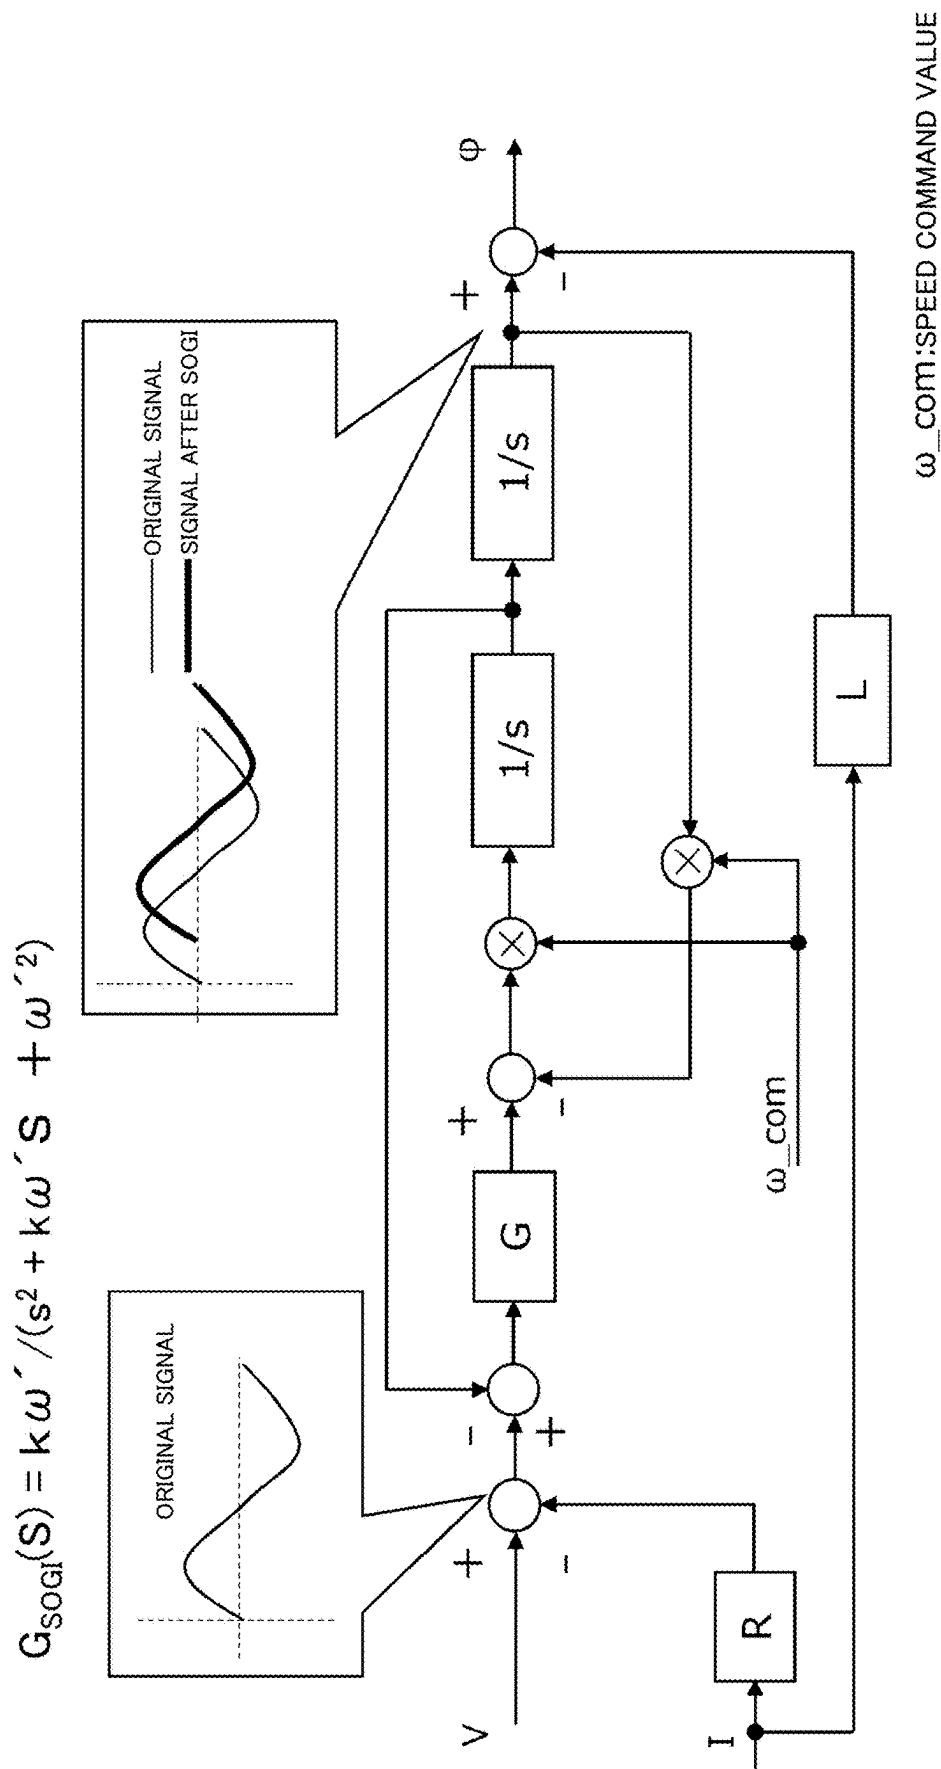 G_SOGI(S) = kω´/(s² + kω´S + ω´²)
ORIGINAL SIGNAL
ORIGINAL SIGNAL
SIGNAL AFTER SOGI
V
+
-
-
+
G
+
-
×
1/s
1/s
+
-
φ
×
ω_com
I
R
L
ω_com:SPEED COMMAND VALUE